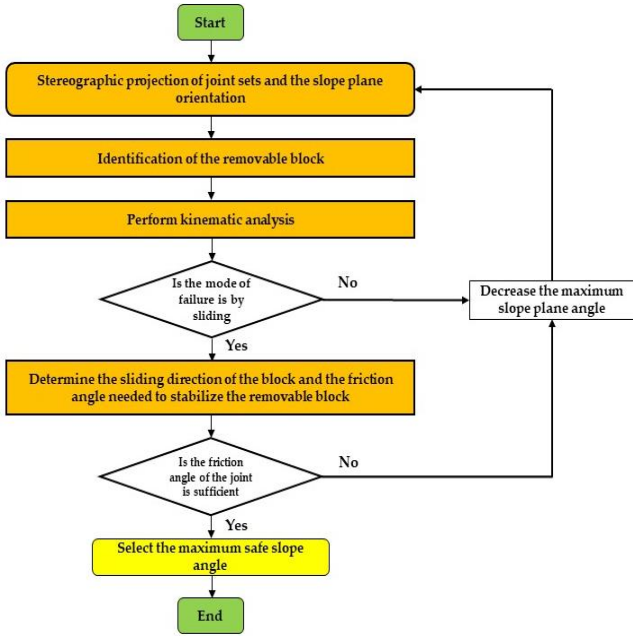 Start
Stereographic projection of joint sets and the slope plane
orientation
Identification of the removable block
Perform kinematic analysis
Is the mode of
failure is by
sliding
No
Decrease the maximum
slope plane angle
Yes
Determine the sliding direction of the block and the friction
angle needed to stabilize the removable block
Is the friction
angle of the joint
is sufficient
No
Yes
Select the maximum safe slope
angle
End